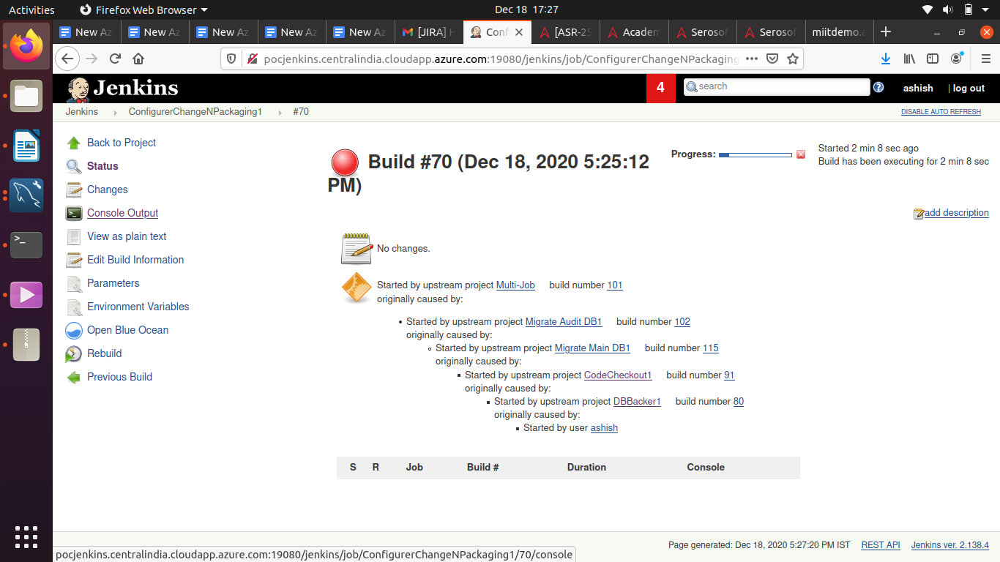 Activities Firefox Web Browser Dec 18 17:27
New Az New Az New Az New Az New Az [JIRA] Conf [ASR-25 Academ Serosof Serosof miitdemo.a
pocjenkins.centralindia.cloudapp.azure.com:19080/jenkins/job/ConfigurerChangeNPackaging
Jenkins 4 search ashish | log out
Jenkins ConfigurerChangeNPackaging1 #70 DISABLE AUTO REFRESH
Back to Project
Status
Changes
Console Output
View as plain text
Edit Build Information
Parameters
Environment Variables
Open Blue Ocean
Rebuild
Previous Build
Build #70 (Dec 18, 2020 5:25:12
PM)
Progress:
Started 2 min 8 sec ago
Build has been executing for 2 min 8 sec
add description
No changes.
Started by upstream project Multi-Job build number 101
originally caused by:
Started by upstream project Migrate Audit DB1 build number 102
originally caused by:
Started by upstream project Migrate Main DB1 build number 115
originally caused by:
Started by upstream project CodeCheckout1 build number 91
originally caused by:
Started by upstream project DBBacker1 build number 80
originally caused by:
Started by user ashish
S R Job Build # Duration Console
Page generated: Dec 18, 2020 5:27:20 PM IST REST API Jenkins ver. 2.138.4
pocjenkins.centralindia.cloudapp.azure.com:19080/jenkins/job/ConfigurerChangeNPackaging1/70/console